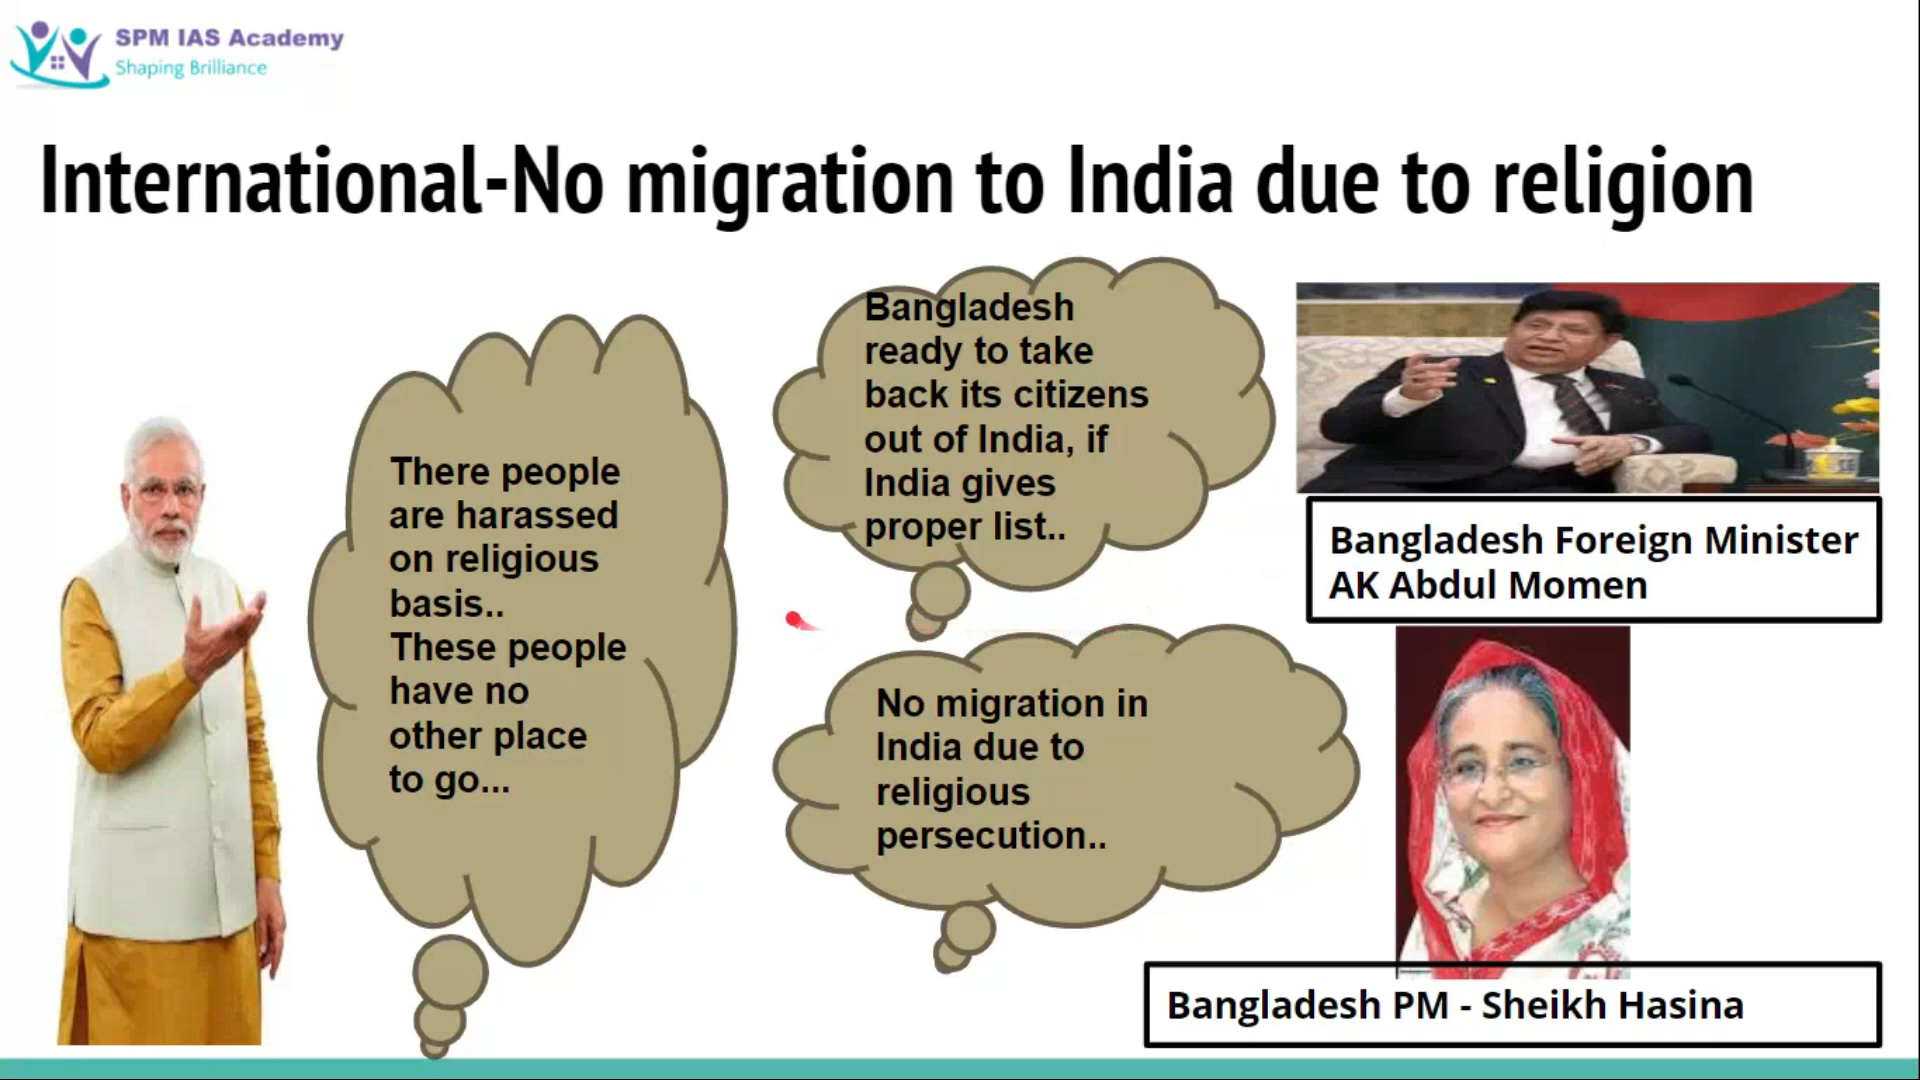 SPM IAS Academy
Shaping Brilliance
International-No migration to India due to religion
There people
are harassed
on religious
basis..
These people
have no
other place
to go...
Bangladesh
ready to take
back its citizens
out of India, if
India gives
proper list..
Bangladesh Foreign Minister
AK Abdul Momen
No migration in
India due to
religious
persecution..
Bangladesh PM - Sheikh Hasina